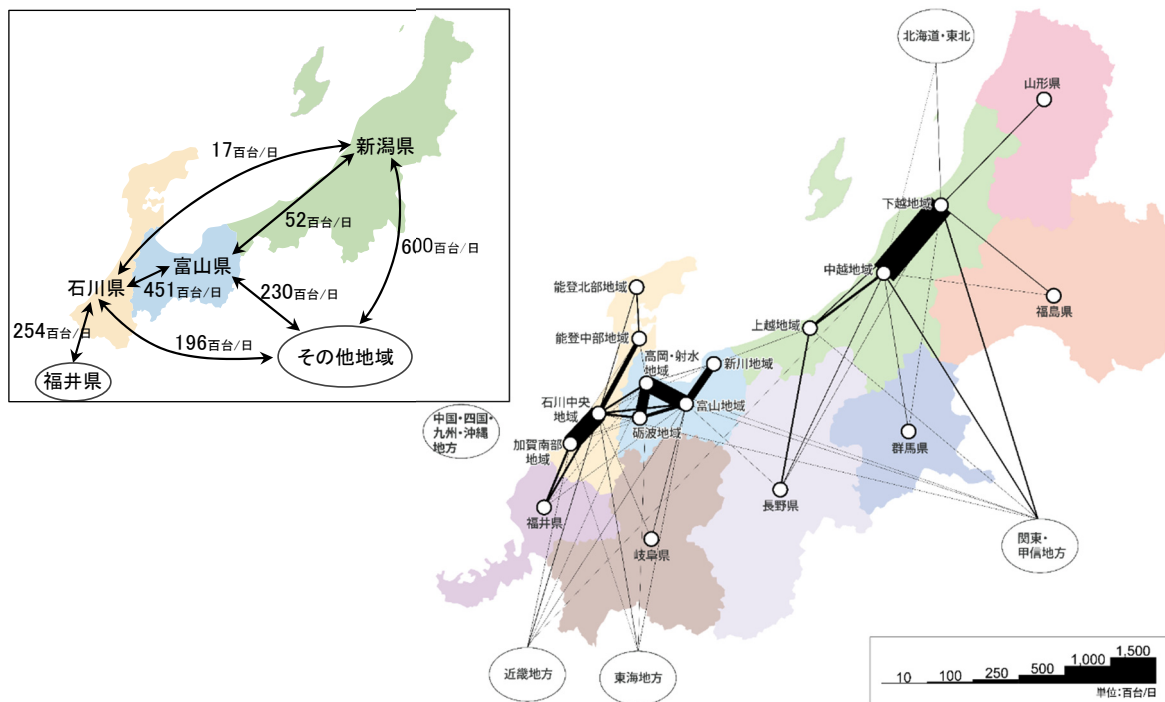 17百台/日
新潟県
52百台/日
600百台/日
富山県
石川県
451百台/日
230百台/日
254百台/日
196百台/日
その他地域
福井県
北海道・東北
山形県
下越地域
中越地域
福島県
能登北部地域
上越地域
能登中部地域
高岡・射水
地域
新川地域
石川中央
地域
富山地域
中国・四国・
九州・沖縄
地方
砺波地域
加賀南部
地域
群馬県
長野県
福井県
岐阜県
関東・
甲信地方
近畿地方
東海地方
10
100
250
500
1,000
1,500
単位:百台/日